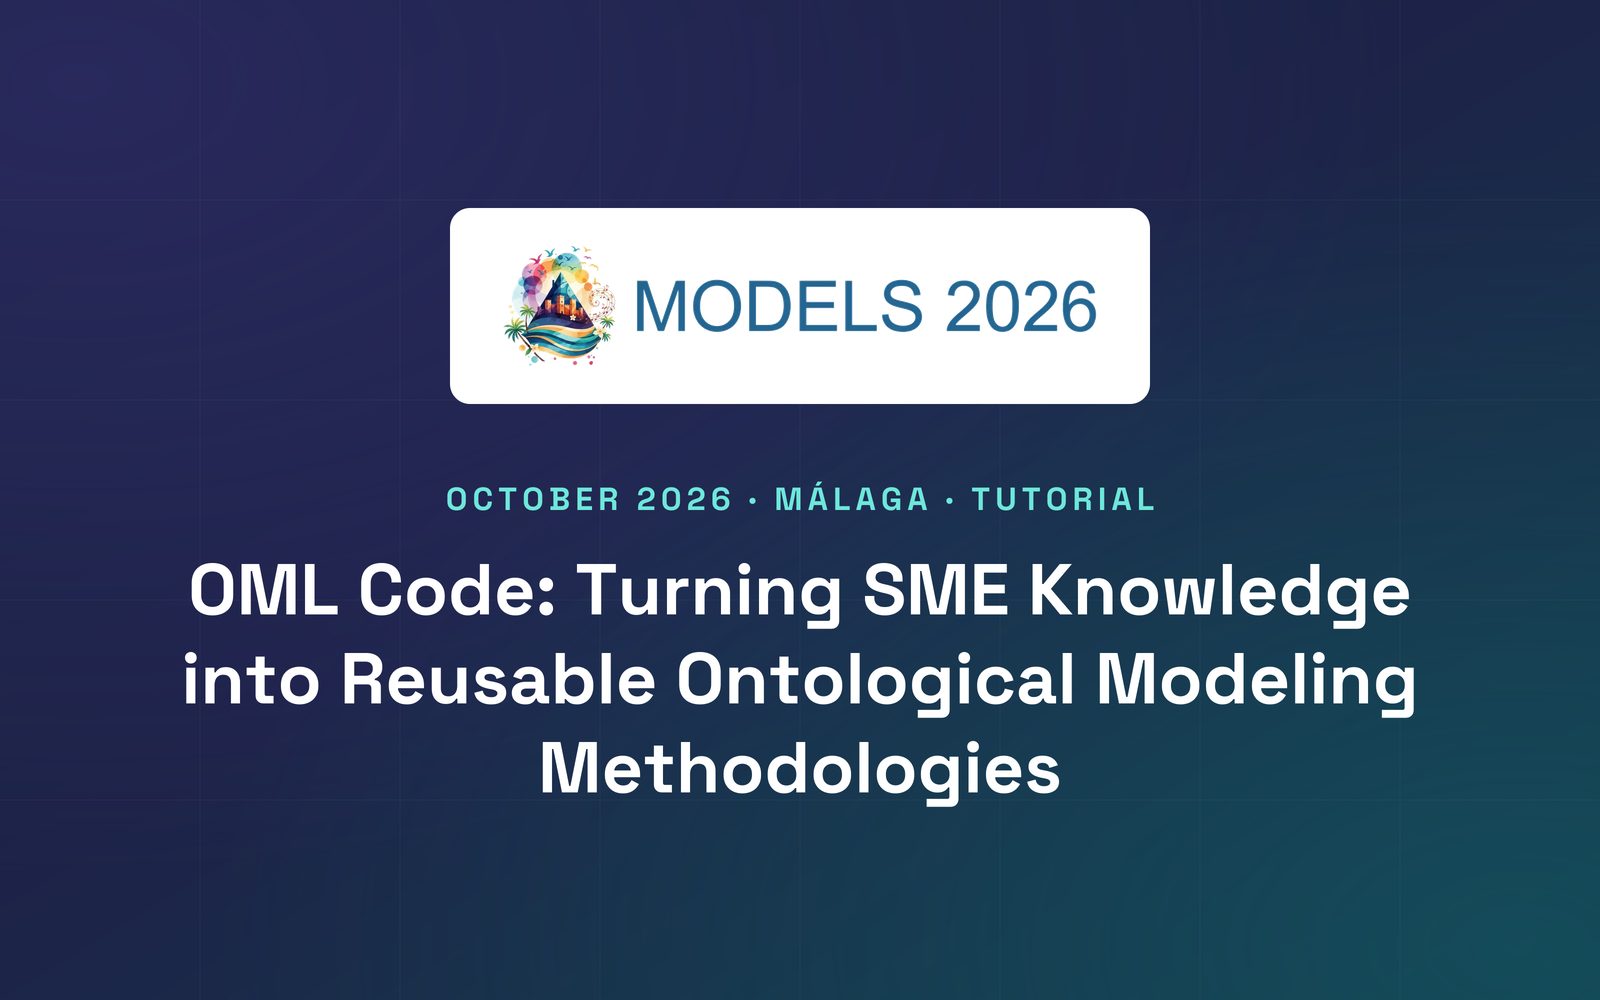 MODELS 2026
OCTOBER 2026 · MÁLAGA · TUTORIAL
OML Code: Turning SME Knowledge
into Reusable Ontological Modeling
Methodologies